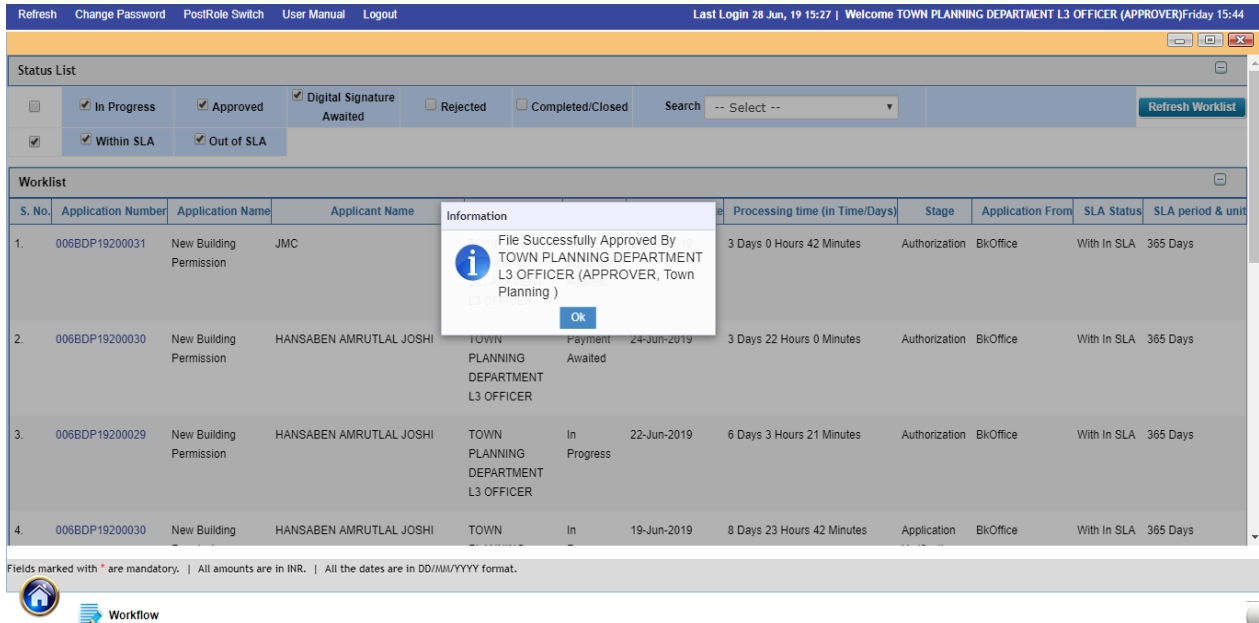 Refresh Change Password PostRole Switch User Manual Logout Last Login 28 Jun, 19 15:27 | Welcome TOWN PLANNING DEPARTMENT L3 OFFICER (APPROVER)Friday 15:44
Status List
In Progress Approved Digital Signature Awaited Rejected Completed/Closed Search -- Select -- Refresh Worklist
Within SLA Out of SLA
Worklist
S. No. Application Number Application Name Applicant Name Processing time (in Time/Days) Stage Application From SLA Status SLA period & unit
Information
File Successfully Approved By
TOWN PLANNING DEPARTMENT
L3 OFFICER (APPROVER, Town
Planning )
Ok
1. 006BDP19200031 New Building JMC 3 Days 0 Hours 42 Minutes Authorization BkOffice With In SLA 365 Days
Permission
2. 006BDP19200030 New Building HANSABEN AMRUTLAL JOSHI TOWN Payment 24-Jun-2019 3 Days 22 Hours 0 Minutes Authorization BkOffice With In SLA 365 Days
Permission PLANNING Awaited
DEPARTMENT
L3 OFFICER
3. 006BDP19200029 New Building HANSABEN AMRUTLAL JOSHI TOWN In 22-Jun-2019 6 Days 3 Hours 21 Minutes Authorization BkOffice With In SLA 365 Days
Permission PLANNING Progress
DEPARTMENT
L3 OFFICER
4. 006BDP19200030 New Building HANSABEN AMRUTLAL JOSHI TOWN In 19-Jun-2019 8 Days 23 Hours 42 Minutes Application BkOffice With In SLA 365 Days
Fields marked with * are mandatory. | All amounts are in INR. | All the dates are in DD/MM/YYYY format.
Workflow